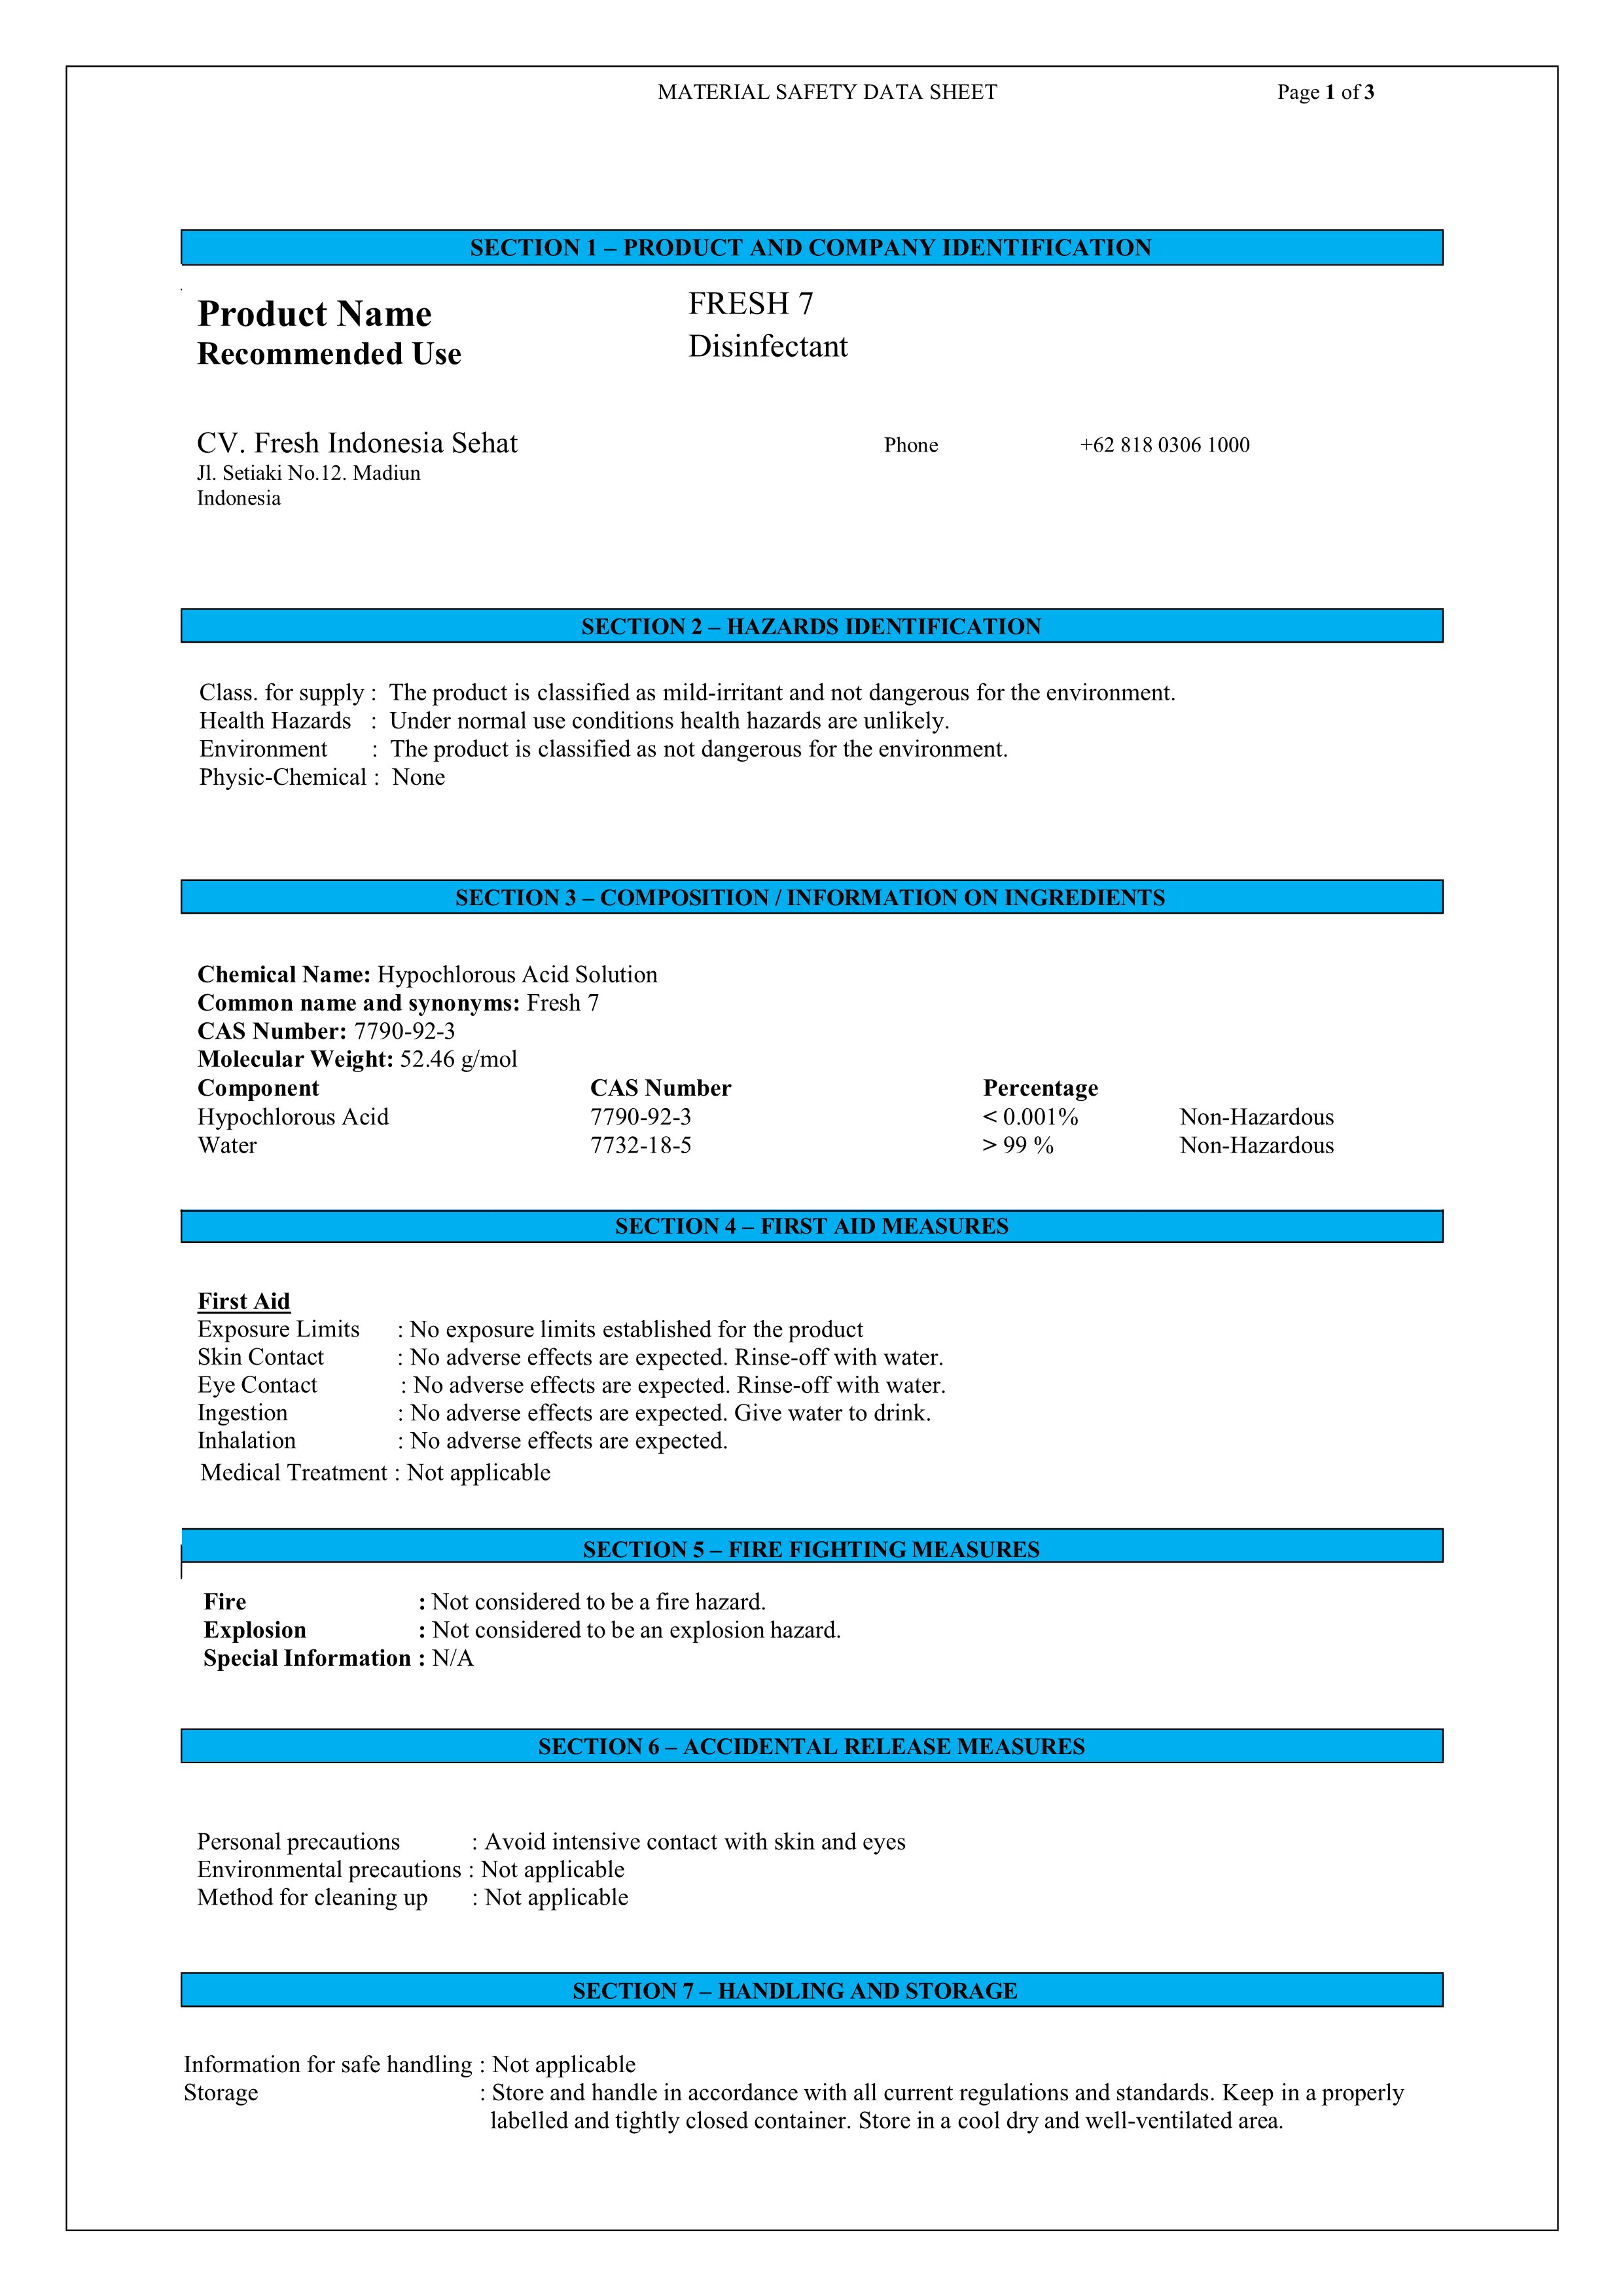 MATERIAL SAFETY DATA SHEET Page 1 of 3
SECTION 1 – PRODUCT AND COMPANY IDENTIFICATION
Product Name FRESH 7
Recommended Use Disinfectant
CV. Fresh Indonesia Sehat Phone +62 818 0306 1000
Jl. Setiaki No.12. Madiun
Indonesia
SECTION 2 – HAZARDS IDENTIFICATION
Class. for supply : The product is classified as mild-irritant and not dangerous for the environment.
Health Hazards : Under normal use conditions health hazards are unlikely.
Environment : The product is classified as not dangerous for the environment.
Physic-Chemical : None
SECTION 3 – COMPOSITION / INFORMATION ON INGREDIENTS
Chemical Name: Hypochlorous Acid Solution
Common name and synonyms: Fresh 7
CAS Number: 7790-92-3
Molecular Weight: 52.46 g/mol
Component CAS Number Percentage
Hypochlorous Acid 7790-92-3 < 0.001% Non-Hazardous
Water 7732-18-5 > 99 % Non-Hazardous
SECTION 4 – FIRST AID MEASURES
First Aid
Exposure Limits : No exposure limits established for the product
Skin Contact : No adverse effects are expected. Rinse-off with water.
Eye Contact : No adverse effects are expected. Rinse-off with water.
Ingestion : No adverse effects are expected. Give water to drink.
Inhalation : No adverse effects are expected.
Medical Treatment : Not applicable
SECTION 5 – FIRE FIGHTING MEASURES
Fire : Not considered to be a fire hazard.
Explosion : Not considered to be an explosion hazard.
Special Information : N/A
SECTION 6 – ACCIDENTAL RELEASE MEASURES
Personal precautions : Avoid intensive contact with skin and eyes
Environmental precautions : Not applicable
Method for cleaning up : Not applicable
SECTION 7 – HANDLING AND STORAGE
Information for safe handling : Not applicable
Storage : Store and handle in accordance with all current regulations and standards. Keep in a properly
labelled and tightly closed container. Store in a cool dry and well-ventilated area.